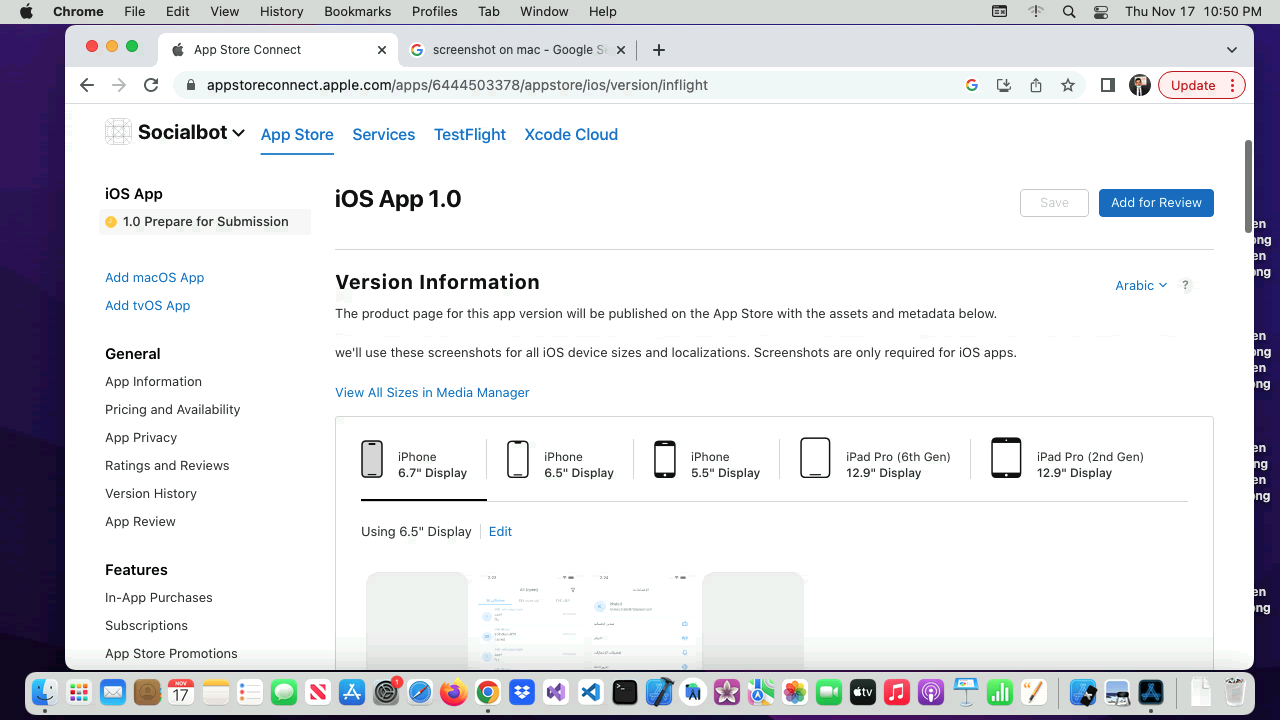 Chrome File Edit View History Bookmarks Profiles Tab Window Help Thu Nov 17 10:50 PM
App Store Connect
screenshot on mac - Google Se
appstoreconnect.apple.com/apps/6444503378/appstore/ios/version/inflight
Update
Socialbot App Store Services TestFlight Xcode Cloud
iOS App
1.0 Prepare for Submission
Add macOS App
Add tvOS App
General
App Information
Pricing and Availability
App Privacy
Ratings and Reviews
Version History
App Review
Features
In-App Purchases
Subscriptions
App Store Promotions
iOS App 1.0
Save
Add for Review
Version Information
Arabic
?
The product page for this app version will be published on the App Store with the assets and metadata below.
we'll use these screenshots for all iOS device sizes and localizations. Screenshots are only required for iOS apps.
View All Sizes in Media Manager
iPhone
6.7" Display
iPhone
6.5" Display
iPhone
5.5" Display
iPad Pro (6th Gen)
12.9" Display
iPad Pro (2nd Gen)
12.9" Display
Using 6.5" Display
Edit
2:23
2:24
NOV
17
1
tv